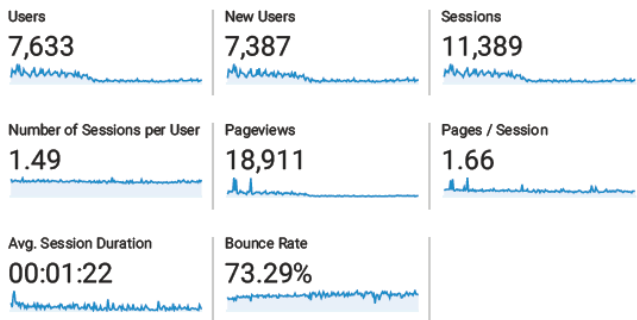 Users
7,633
New Users
7,387
Sessions
11,389
Number of Sessions per User
1.49
Pageviews
18,911
Pages / Session
1.66
Avg. Session Duration
00:01:22
Bounce Rate
73.29%